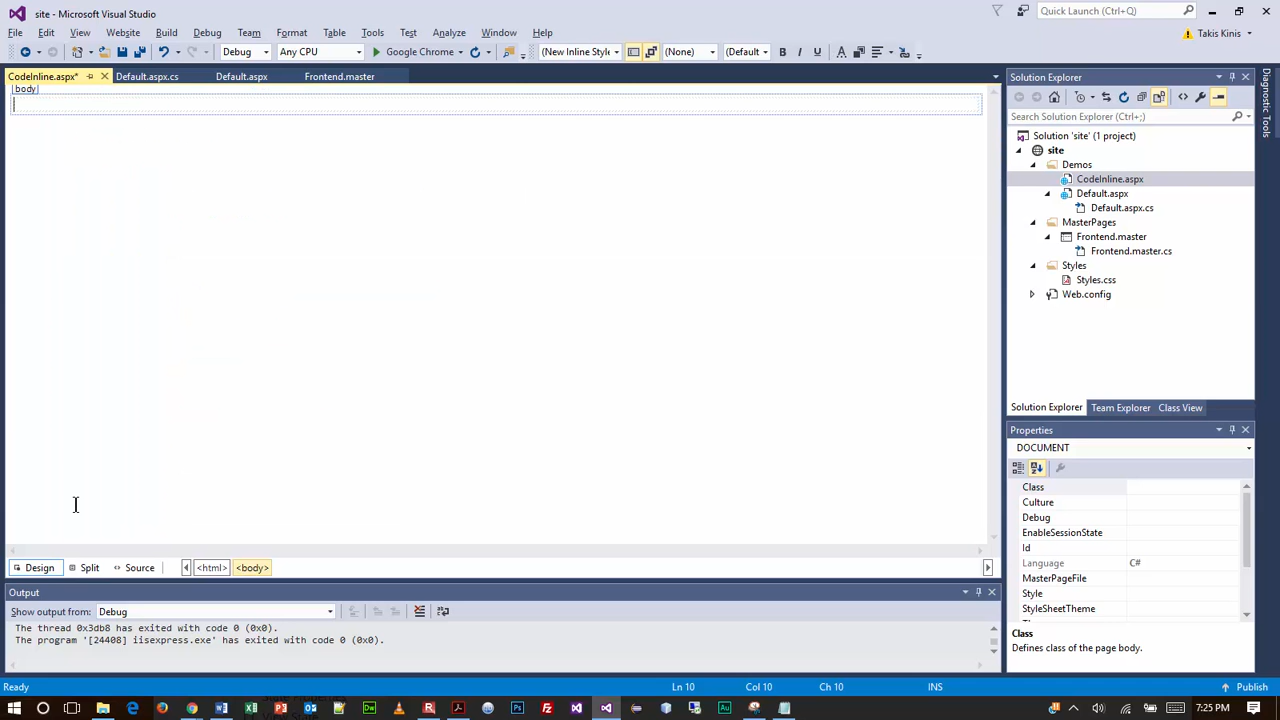 site - Microsoft Visual Studio
Quick Launch (Ctrl+Q)
File Edit View Website Build Debug Team Format Table Tools Test Analyze Window Help
Takis Kinis
Debug Any CPU Google Chrome (New Inline Style (None) (Default B I U A
CodeInline.aspx* Default.aspx.cs Default.aspx Frontend.master
body
Design Split Source <html> <body>
Output
Show output from: Debug
The thread 0x3db8 has exited with code 0 (0x0).
The program '[24408] iisexpress.exe' has exited with code 0 (0x0).
Solution Explorer
Search Solution Explorer (Ctrl+;)
Solution 'site' (1 project)
site
Demos
CodeInline.aspx
Default.aspx
Default.aspx.cs
MasterPages
Frontend.master
Frontend.master.cs
Styles
Styles.css
Web.config
Solution Explorer Team Explorer Class View
Properties
DOCUMENT
Class
Culture
Debug
EnableSessionState
Id
Language C#
MasterPageFile
Style
StyleSheetTheme
Class
Defines class of the page body.
Diagnostic Tools
Ready Ln 10 Col 10 Ch 10 INS Publish
7:25 PM